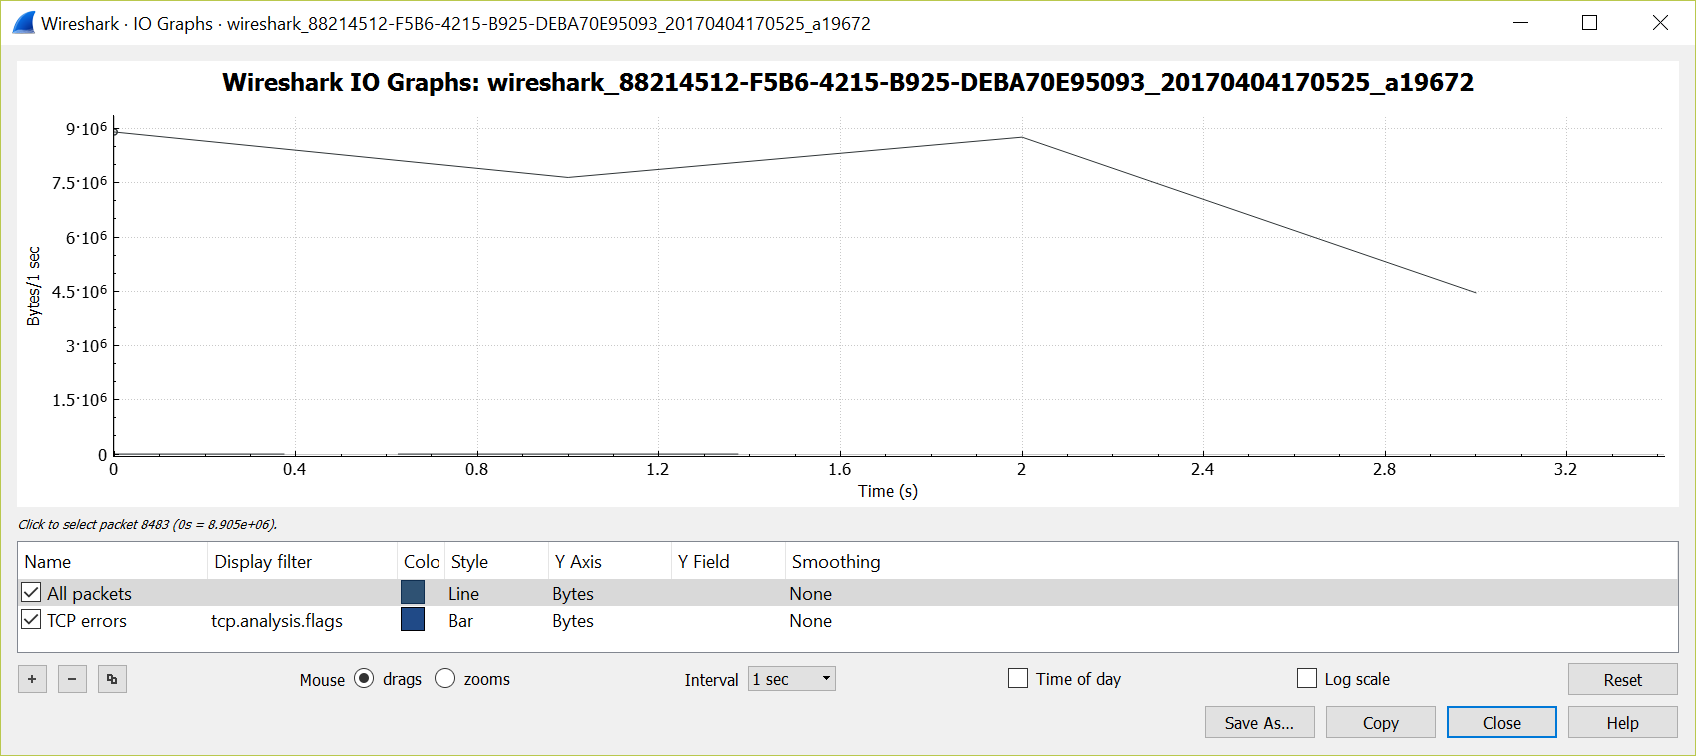 Wireshark · IO Graphs · wireshark_88214512-F5B6-4215-B925-DEBA70E95093_20170404170525_a19672
Wireshark IO Graphs: wireshark_88214512-F5B6-4215-B925-DEBA70E95093_20170404170525_a19672
Bytes/1 sec
9·10⁶
7.5·10⁶
6·10⁶
4.5·10⁶
3·10⁶
1.5·10⁶
0
0 0.4 0.8 1.2 1.6 2 2.4 2.8 3.2
Time (s)
Click to select packet 8483 (0s = 8.905e+06).
Name Display filter Colo Style Y Axis Y Field Smoothing
All packets Line Bytes None
TCP errors tcp.analysis.flags Bar Bytes None
+ − Mouse drags zooms Interval 1 sec Time of day Log scale Reset
Save As... Copy Close Help